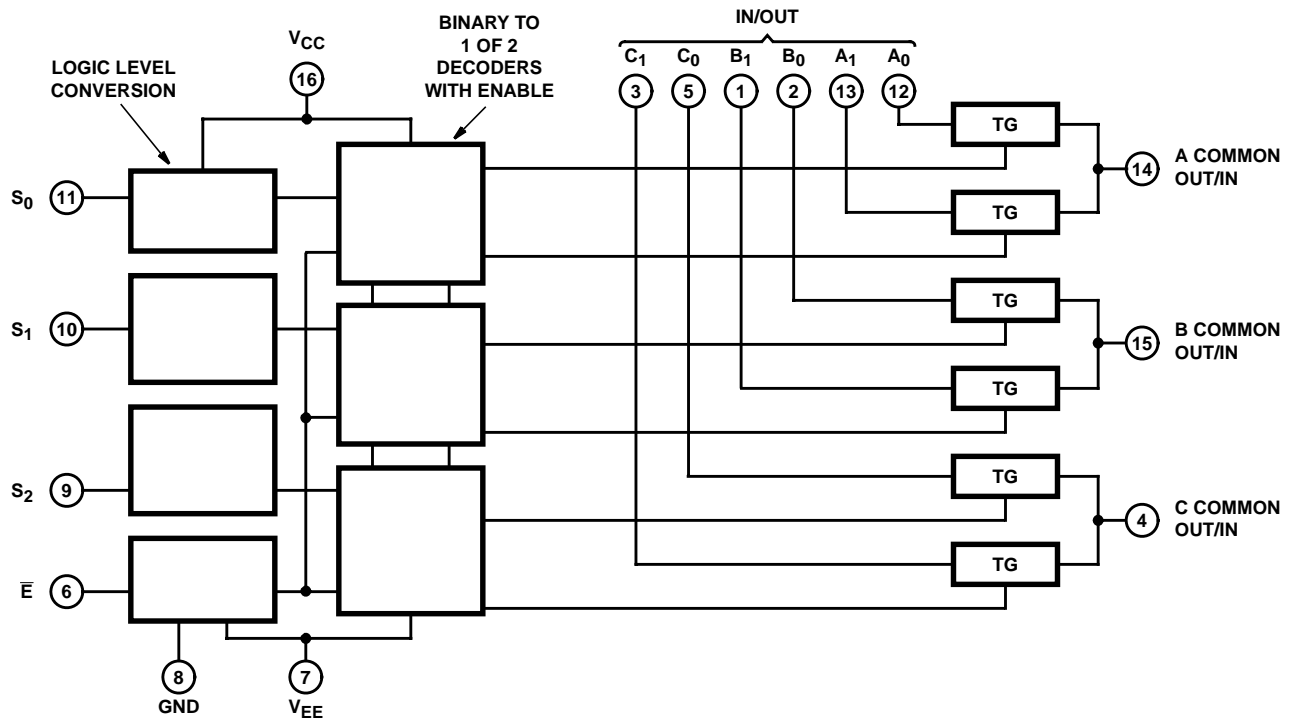 IN/OUT
BINARY TO
1 OF 2
DECODERS
WITH ENABLE
VCC
LOGIC LEVEL
CONVERSION
C1 C0 B1 B0 A1 A0
16
3 5 1 2 13 12
TG
A COMMON
OUT/IN
14
S0 11
TG
TG
S1 10
B COMMON
OUT/IN
15
TG
TG
S2 9
C COMMON
OUT/IN
4
TG
E̅ 6
8
GND
7
VEE